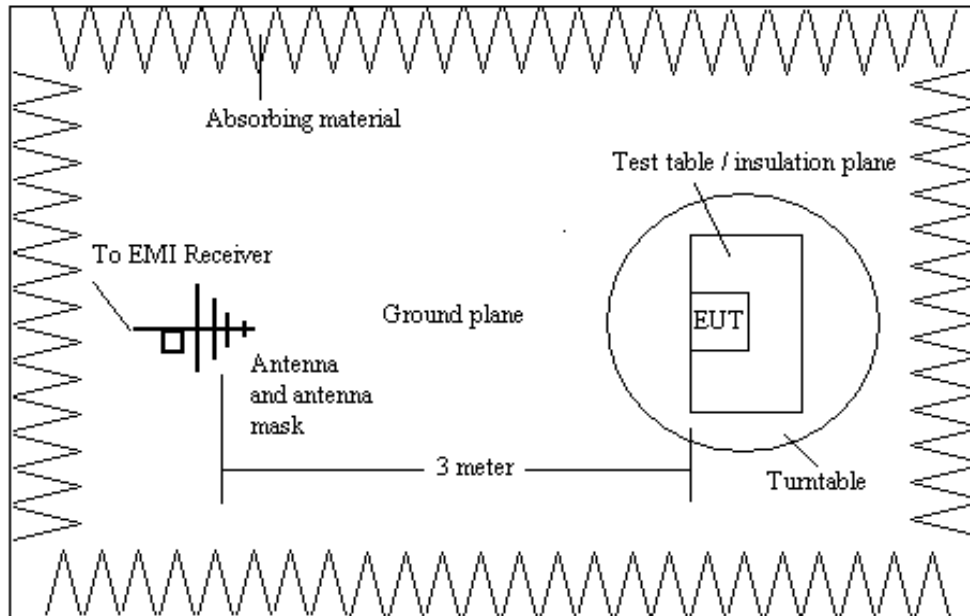 Absorbing material
Test table / insulation plane
To EMI Receiver
Ground plane
EUT
Antenna
and antenna
mask
3 meter
Turntable